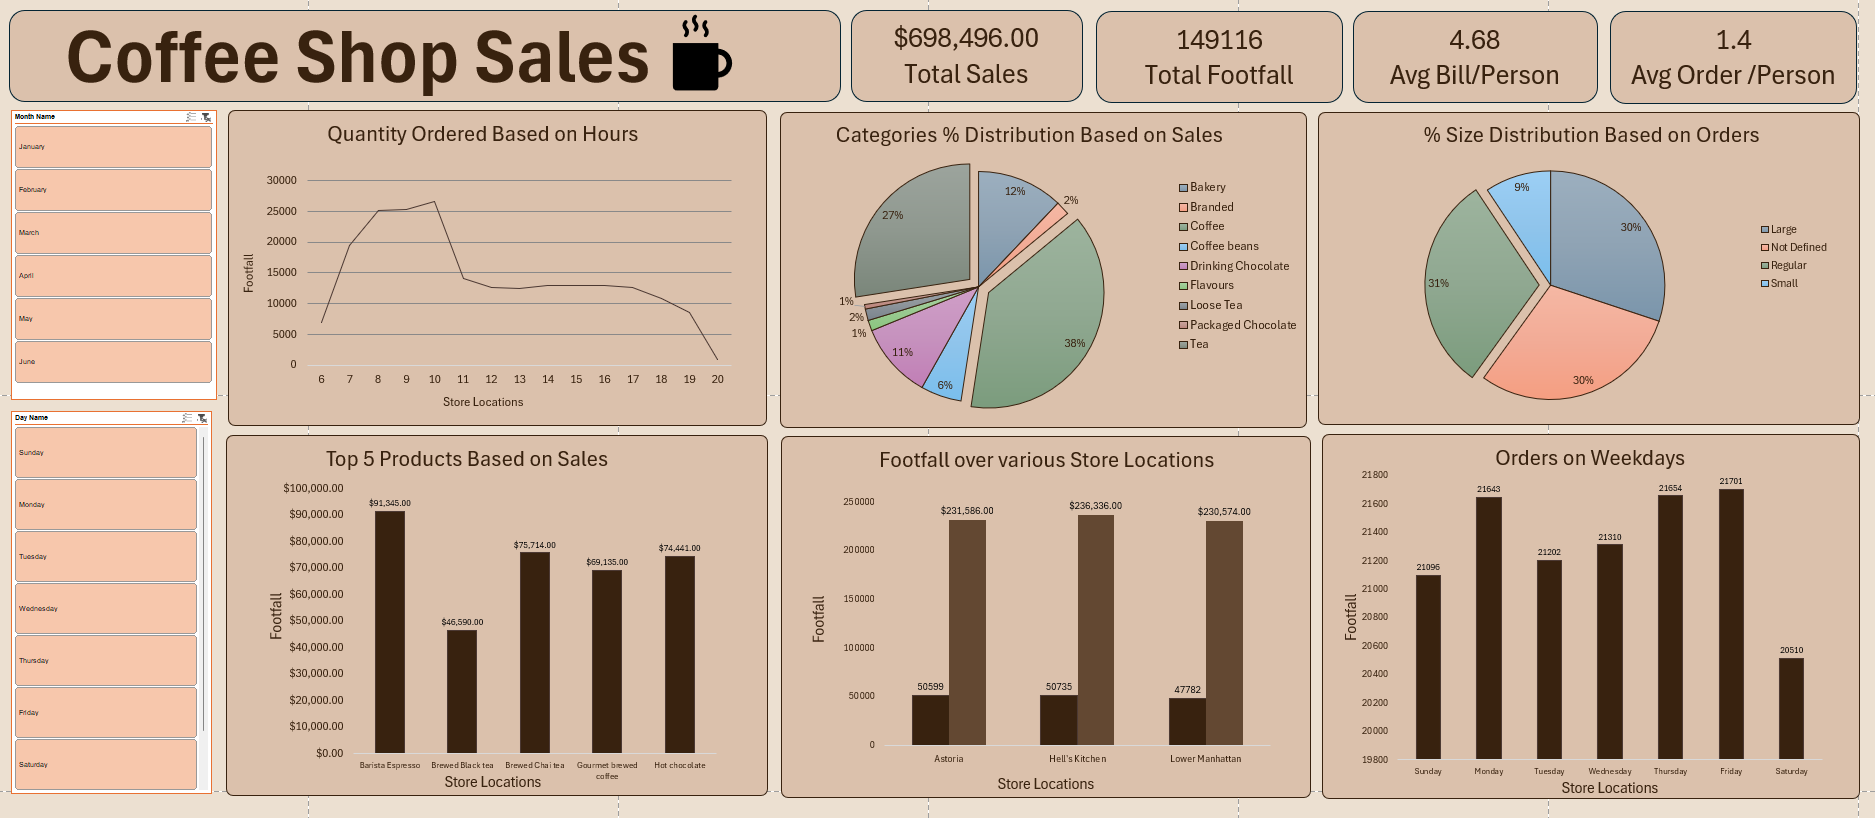 Coffee Shop Sales
$698,496.00
Total Sales
149116
Total Footfall
4.68
Avg Bill/Person
1.4
Avg Order /Person
Month Name
January
February
March
April
May
June
Day Name
Sunday
Monday
Tuesday
Wednesday
Thursday
Friday
Saturday
Quantity Ordered Based on Hours
Footfall
30000
25000
20000
15000
10000
5000
0
6 7 8 9 10 11 12 13 14 15 16 17 18 19 20
Store Locations
Categories % Distribution Based on Sales
12%
2%
38%
6%
11%
1%
2%
1%
27%
Bakery
Branded
Coffee
Coffee beans
Drinking Chocolate
Flavours
Loose Tea
Packaged Chocolate
Tea
% Size Distribution Based on Orders
30%
30%
31%
9%
Large
Not Defined
Regular
Small
Top 5 Products Based on Sales
Footfall
$100,000.00
$90,000.00
$80,000.00
$70,000.00
$60,000.00
$50,000.00
$40,000.00
$30,000.00
$20,000.00
$10,000.00
$0.00
$91,345.00
$46,590.00
$75,714.00
$69,135.00
$74,441.00
Barista Espresso
Brewed Black tea
Brewed Chai tea
Gourmet brewed
coffee
Hot chocolate
Store Locations
Footfall over various Store Locations
Footfall
250000
200000
150000
100000
50000
0
50599
$231,586.00
50735
$236,336.00
47782
$230,574.00
Astoria
Hell's Kitchen
Lower Manhattan
Store Locations
Orders on Weekdays
Footfall
21800
21600
21400
21200
21000
20800
20600
20400
20200
20000
19800
21096
21643
21202
21310
21654
21701
20510
Sunday
Monday
Tuesday
Wednesday
Thursday
Friday
Saturday
Store Locations